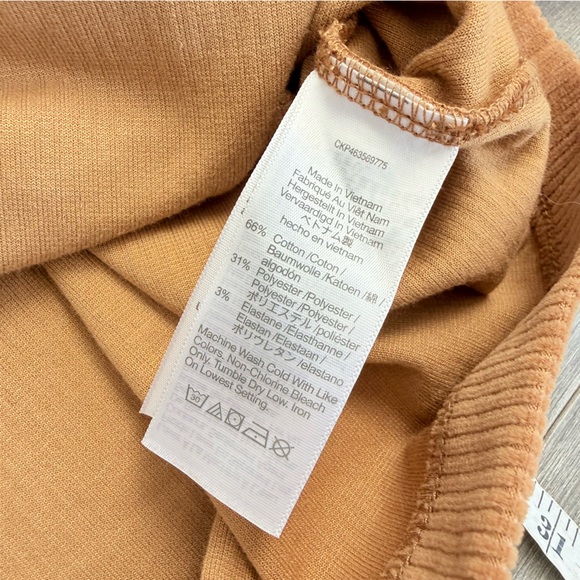 CKP463569775
Made In Vietnam
Fabriqué Au Viêt Nam
Hergestellt In Vietnam
Vervaardigd In Vietnam
ベトナム製
hecho en vietnam
66% Cotton /Coton/
Baumwolle /Katoen /綿 /
algodón
31% Polyester /Polyester/
Polyester /Polyester/
ポリエステル /poliéster
3% Elastane /Élasthanne /
Elastan /Elastaan /
ポリウレタン /elastano
Machine Wash Cold With Like
Colors. Non-Chlorine Bleach
Only. Tumble Dry Low. Iron
On Lowest Setting.
30
13